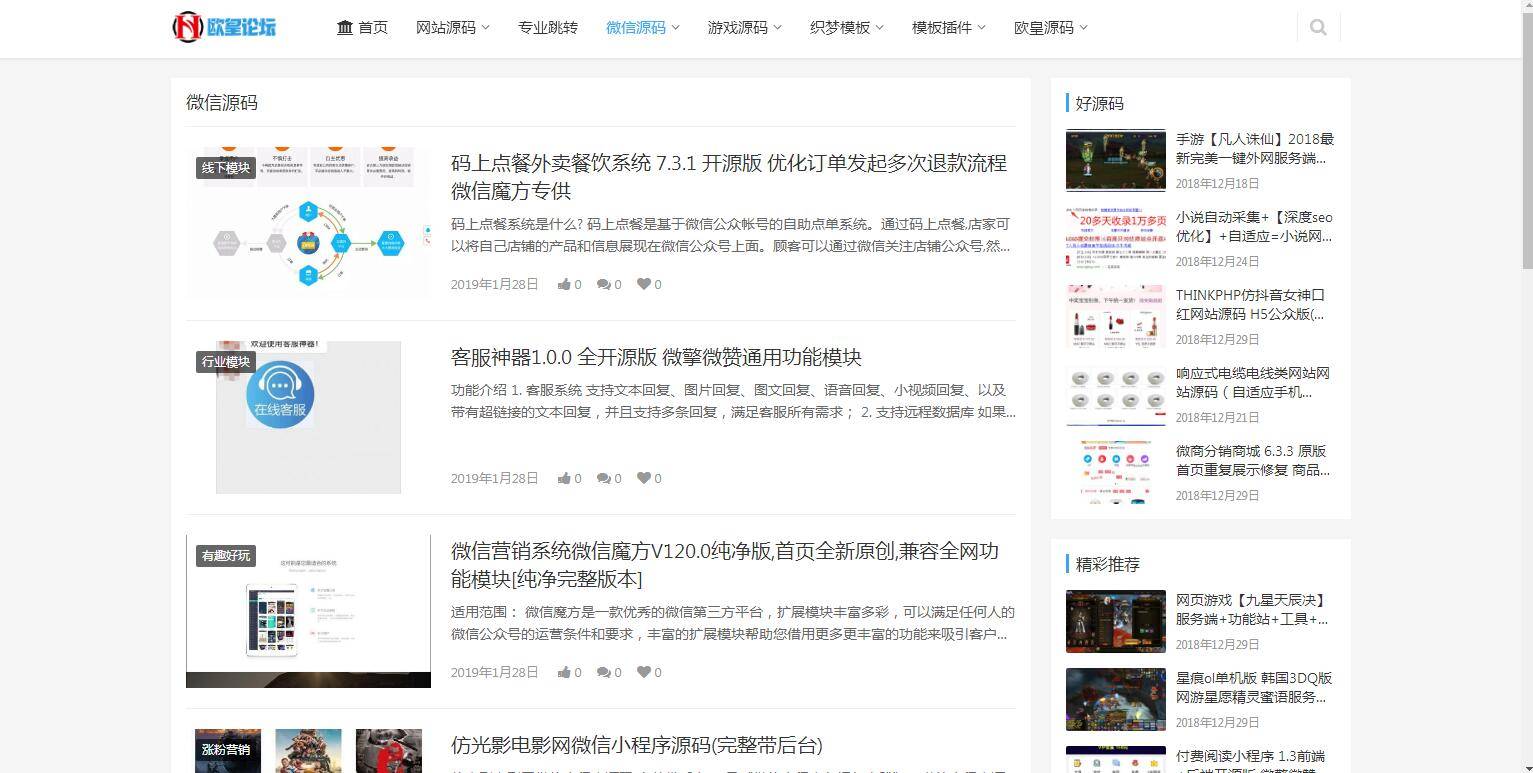 欧皇论坛
首页
网站源码
专业跳转
微信源码
游戏源码
织梦模板
模板插件
欧皇源码
微信源码
线下模块
码上点餐外卖餐饮系统 7.3.1 开源版 优化订单发起多次退款流程
微信魔方专供
码上点餐系统是什么? 码上点餐是基于微信公众帐号的自助点单系统。通过码上点餐,店家可
以将自己店铺的产品和信息展现在微信公众号上面。顾客可以通过微信关注店铺公众号,然...
2019年1月28日 0 0 0
行业模块
欢迎使用客服神器!
在线客服
客服神器1.0.0 全开源版 微擎微赞通用功能模块
功能介绍 1. 客服系统 支持文本回复、图片回复、图文回复、语音回复、小视频回复、以及
带有超链接的文本回复，并且支持多条回复，满足客服所有需求； 2. 支持远程数据库 如果...
2019年1月28日 0 0 0
有趣好玩
微信营销系统微信魔方V120.0纯净版,首页全新原创,兼容全网功
能模块[纯净完整版本]
适用范围： 微信魔方是一款优秀的微信第三方平台，扩展模块丰富多彩，可以满足任何人的
微信公众号的运营条件和要求，丰富的扩展模块帮助您借用更多更丰富的功能来吸引客户...
2019年1月28日 0 0 0
涨粉营销
仿光影电影网微信小程序源码(完整带后台)
好源码
手游【凡人诛仙】2018最
新完美一键外网服务端...
2018年12月18日
20多天收录1万多页
小说自动采集+【深度seo
优化】+自适应=小说网...
2018年12月24日
THINKPHP仿抖音女神口
红网站源码 H5公众版(...
2018年12月29日
响应式电缆电线类网站网
站源码（自适应手机...
2018年12月21日
微商分销商城 6.3.3 原版
首页重复展示修复 商品...
2018年12月29日
精彩推荐
网页游戏【九星天辰决】
服务端+功能站+工具+...
2018年12月29日
星痕ol单机版 韩国3DQ版
网游星愿精灵蜜语服务...
2018年12月29日
付费阅读小程序 1.3前端